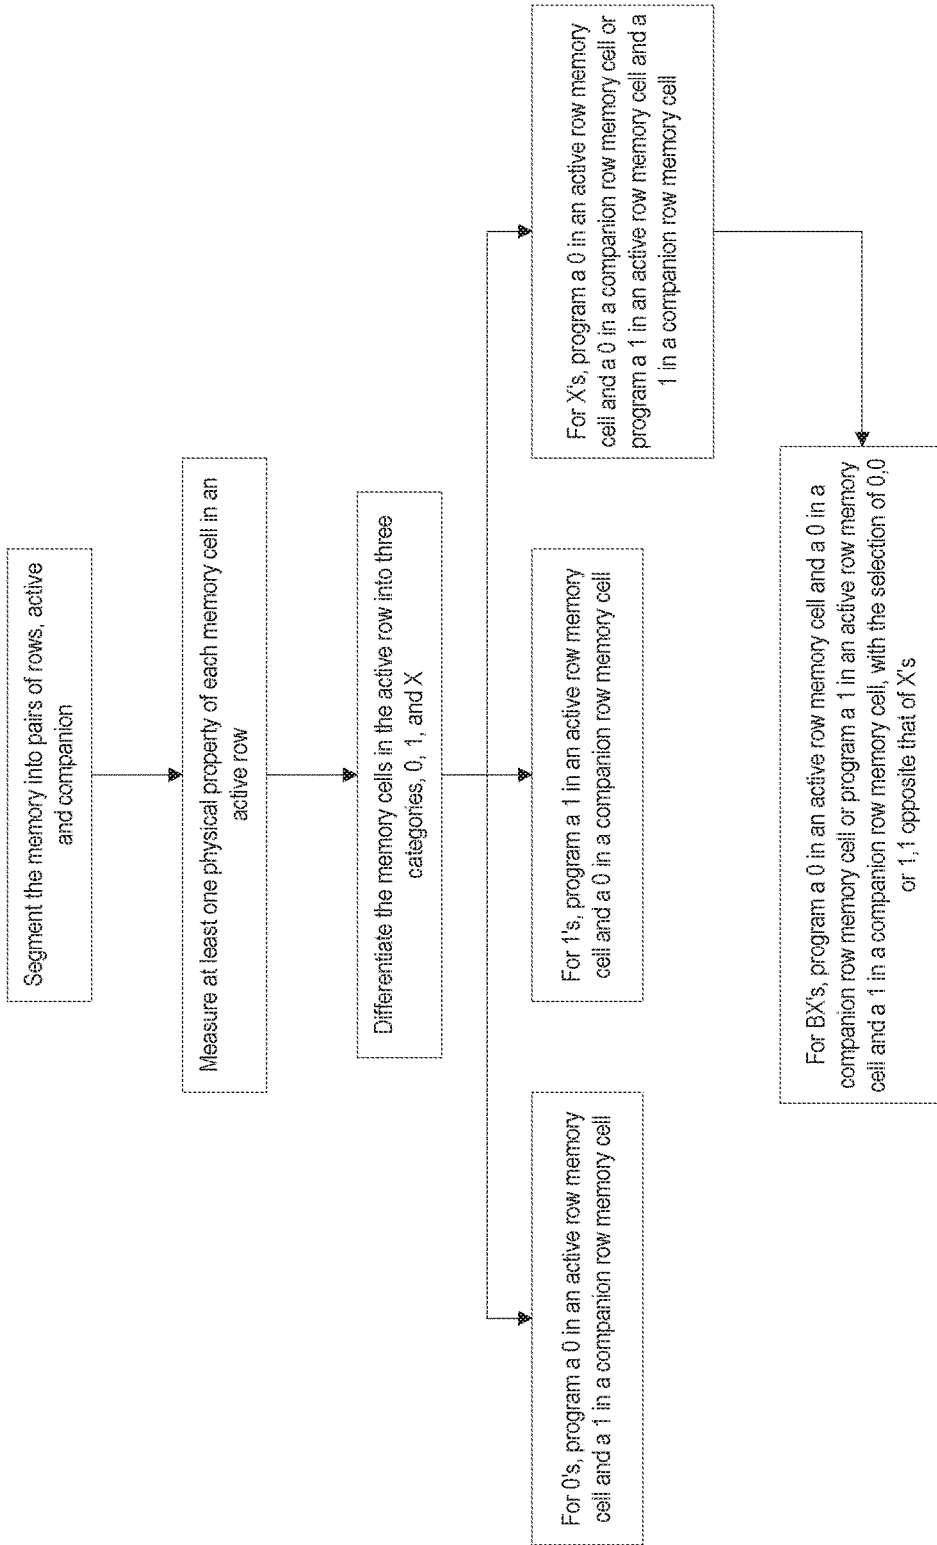 Segment the memory into pairs of rows, active
and companion
Measure at least one physical property of each memory cell in an
active row
Differentiate the memory cells in the active row into three
categories, 0, 1, and X
For 0's, program a 0 in an active row memory
cell and a 1 in a companion row memory cell
For 1's, program a 1 in an active row memory
cell and a 0 in a companion row memory cell
For X's, program a 0 in an active row memory
cell and a 0 in a companion row memory cell or
program a 1 in an active row memory cell and a
1 in a companion row memory cell
For BX's, program a 0 in an active row memory cell and a 0 in a
companion row memory cell or program a 1 in an active row memory
cell and a 1 in a companion row memory cell, with the selection of 0,0
or 1,1 opposite that of X's